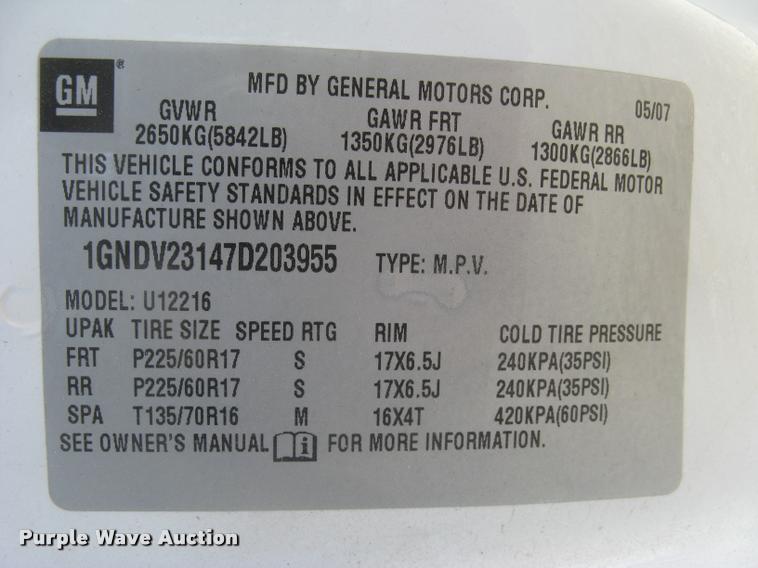 GM®
MFD BY GENERAL MOTORS CORP. 05/07
GVWR GAWR FRT GAWR RR
2650KG(5842LB) 1350KG(2976LB) 1300KG(2866LB)
THIS VEHICLE CONFORMS TO ALL APPLICABLE U.S. FEDERAL MOTOR
VEHICLE SAFETY STANDARDS IN EFFECT ON THE DATE OF
MANUFACTURE SHOWN ABOVE.
1GNDV23147D203955 TYPE: M.P.V.
MODEL: U12216
UPAK TIRE SIZE SPEED RTG RIM COLD TIRE PRESSURE
FRT P225/60R17 S 17X6.5J 240KPA(35PSI)
RR P225/60R17 S 17X6.5J 240KPA(35PSI)
SPA T135/70R16 M 16X4T 420KPA(60PSI)
SEE OWNER'S MANUAL i FOR MORE INFORMATION.
Purple Wave Auction